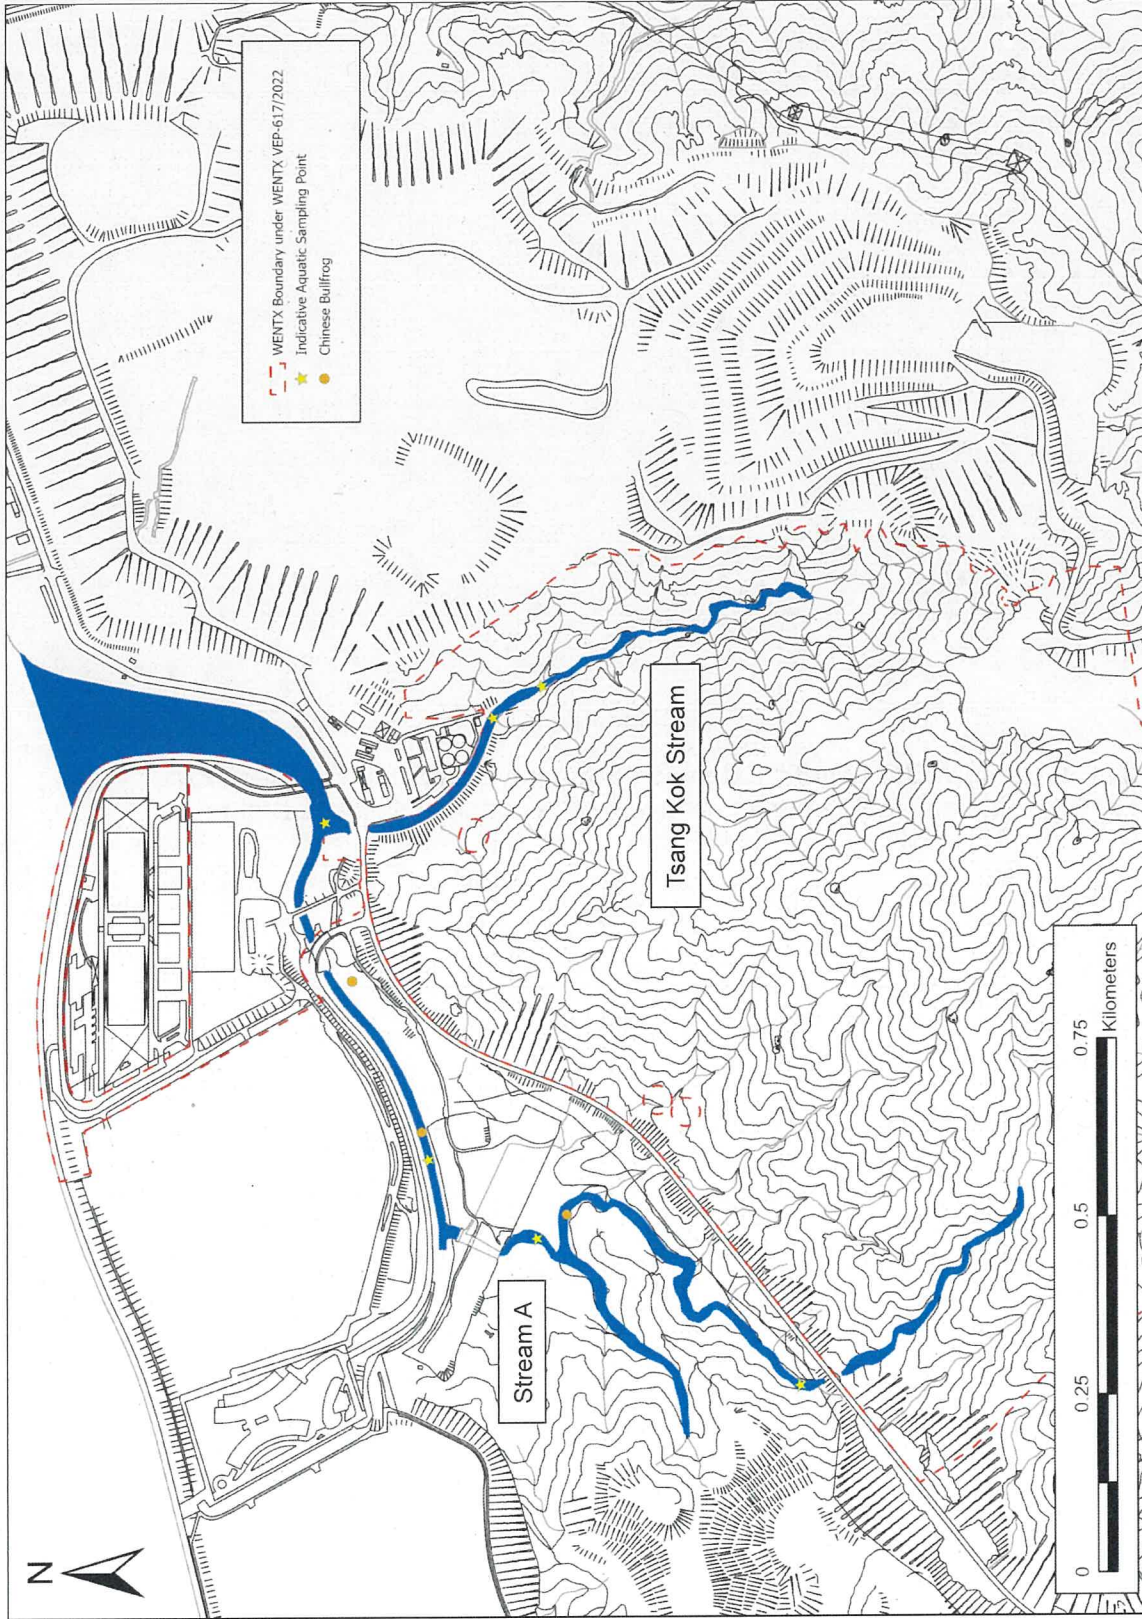 WENTX Boundary under WENTX VEP-617/2022
Indicative Aquatic Sampling Point
Chinese Bullfrog
Tsang Kok Stream
Stream A
N
0 0.25 0.5 0.75
Kilometers